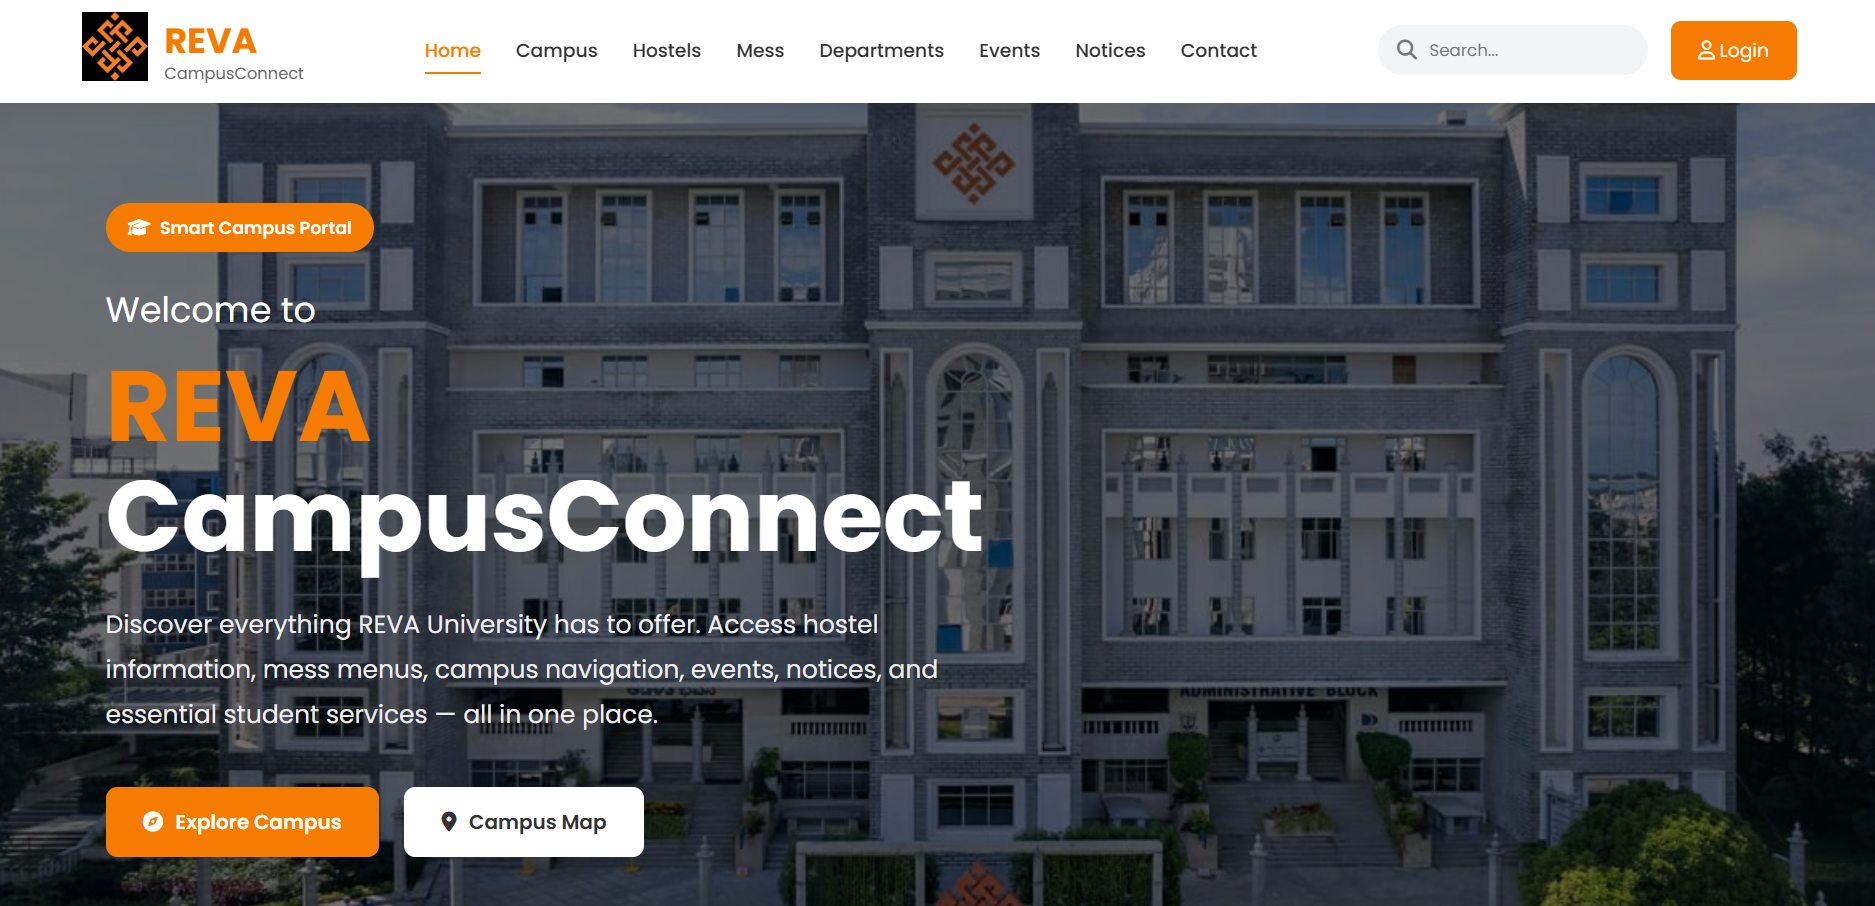 REVA
CampusConnect
Home Campus Hostels Mess Departments Events Notices Contact
Search...
Login
Smart Campus Portal
Welcome to
REVA
CampusConnect
Discover everything REVA University has to offer. Access hostel
information, mess menus, campus navigation, events, notices, and
essential student services — all in one place.
ADMINISTRATIVE BLOCK
Explore Campus
Campus Map